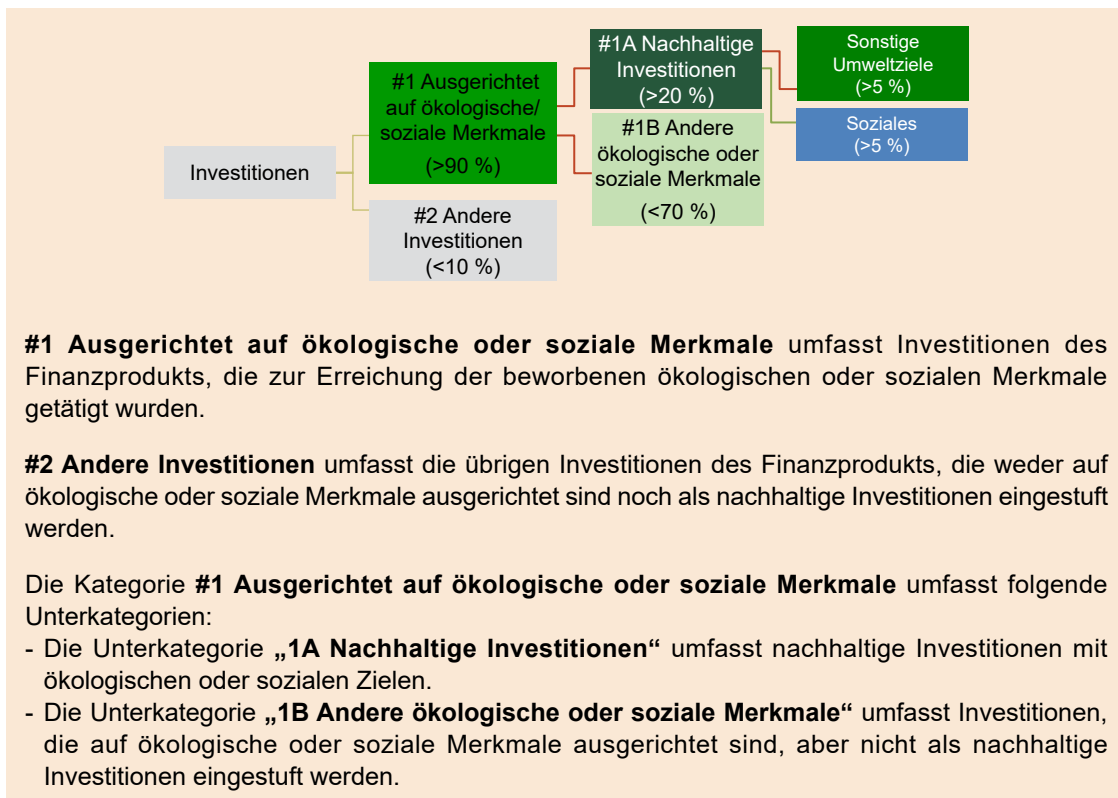 #1A Nachhaltige
Investitionen
(>20 %)
Sonstige
Umweltziele
(>5 %)
#1 Ausgerichtet
auf ökologische/
soziale Merkmale
(>90 %)
Soziales
(>5 %)
#1B Andere
ökologische oder
soziale Merkmale
(<70 %)
Investitionen
#2 Andere
Investitionen
(<10 %)
#1 Ausgerichtet auf ökologische oder soziale Merkmale umfasst Investitionen des
Finanzprodukts, die zur Erreichung der beworbenen ökologischen oder sozialen Merkmale
getätigt wurden.
#2 Andere Investitionen umfasst die übrigen Investitionen des Finanzprodukts, die weder auf
ökologische oder soziale Merkmale ausgerichtet sind noch als nachhaltige Investitionen eingestuft
werden.
Die Kategorie #1 Ausgerichtet auf ökologische oder soziale Merkmale umfasst folgende
Unterkategorien:
- Die Unterkategorie „1A Nachhaltige Investitionen“ umfasst nachhaltige Investitionen mit
ökologischen oder sozialen Zielen.
- Die Unterkategorie „1B Andere ökologische oder soziale Merkmale“ umfasst Investitionen,
die auf ökologische oder soziale Merkmale ausgerichtet sind, aber nicht als nachhaltige
Investitionen eingestuft werden.